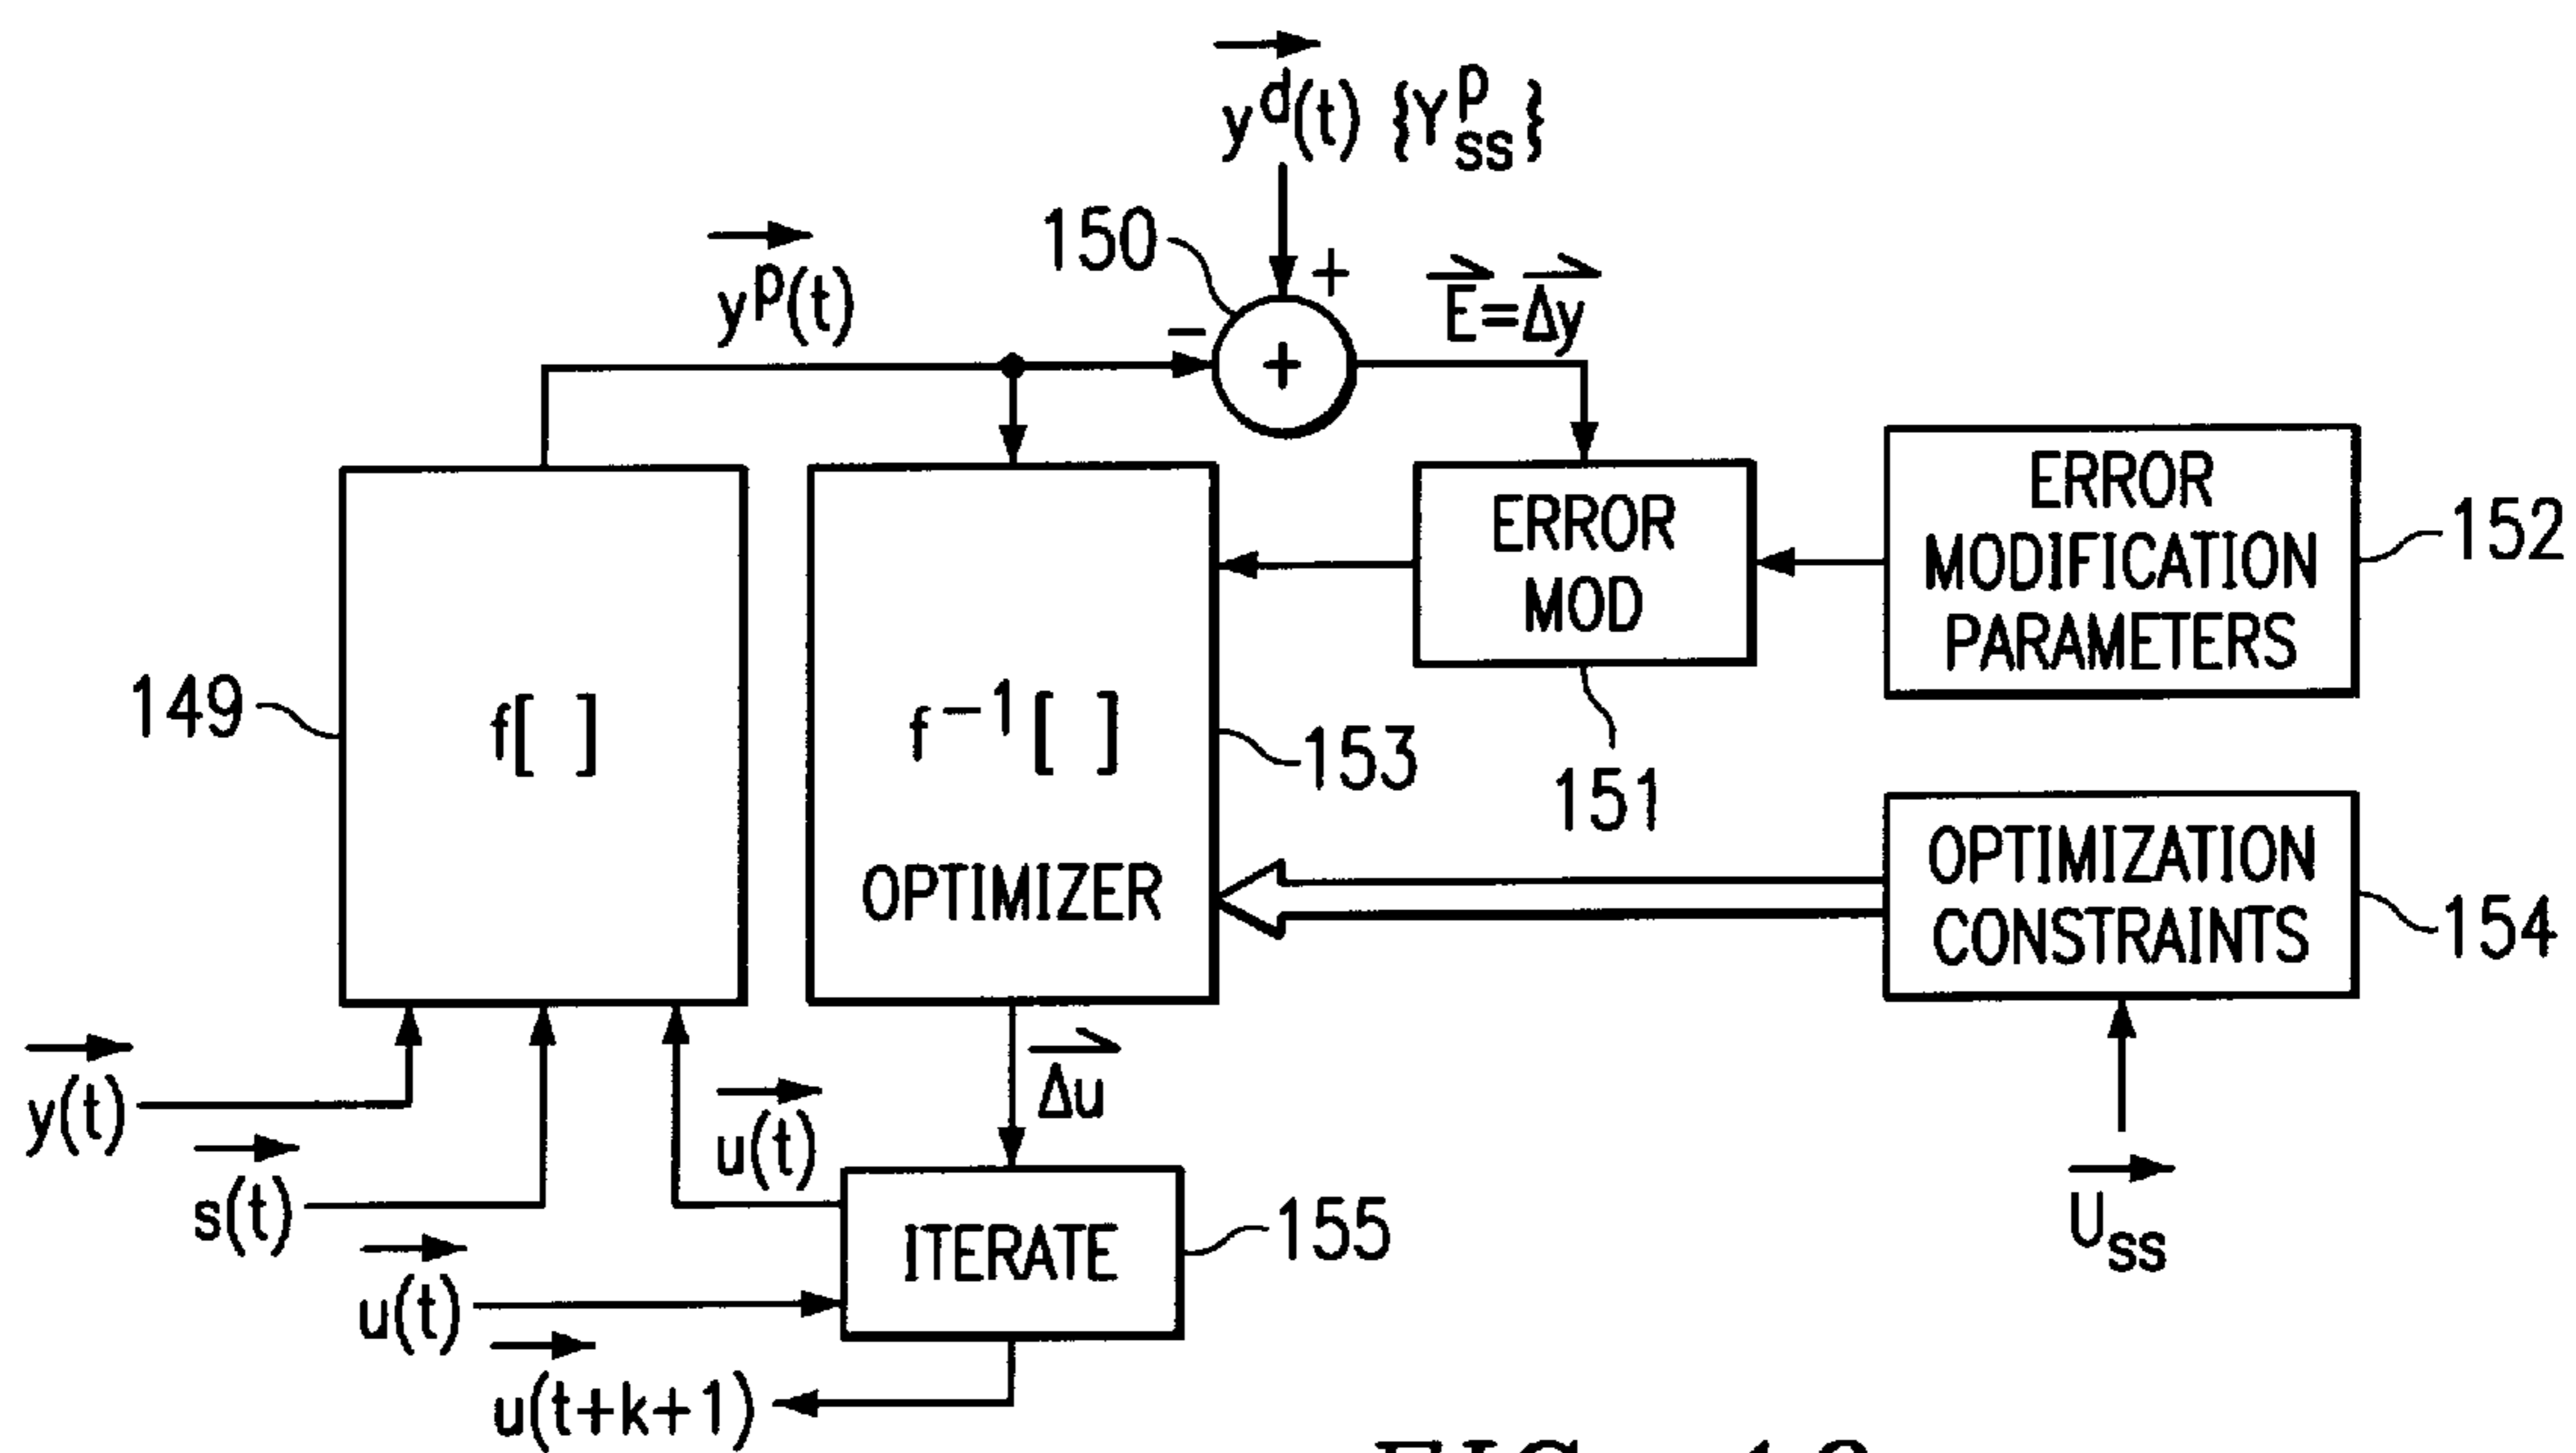 y^d(t) {Y^p_ss}
150
+
y^p(t)
−
+
E=Δy
ERROR
MODIFICATION
PARAMETERS
152
ERROR
MOD
151
149
f[ ]
f^−1[ ]
OPTIMIZER
153
OPTIMIZATION
CONSTRAINTS
154
y(t)
s(t)
u(t)
Δu
U_ss
ITERATE
155
u(t)
u(t+k+1)